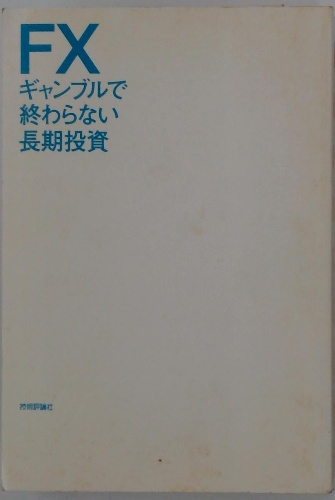 FX
ギャンブルで
終わらない
長期投資
技術評論社